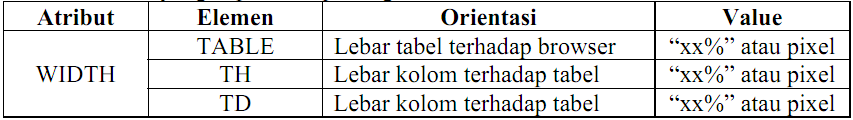 Atribut Elemen Orientasi Value
WIDTH TABLE Lebar tabel terhadap browser “xx%” atau pixel
TH Lebar kolom terhadap tabel “xx%” atau pixel
TD Lebar kolom terhadap tabel “xx%” atau pixel